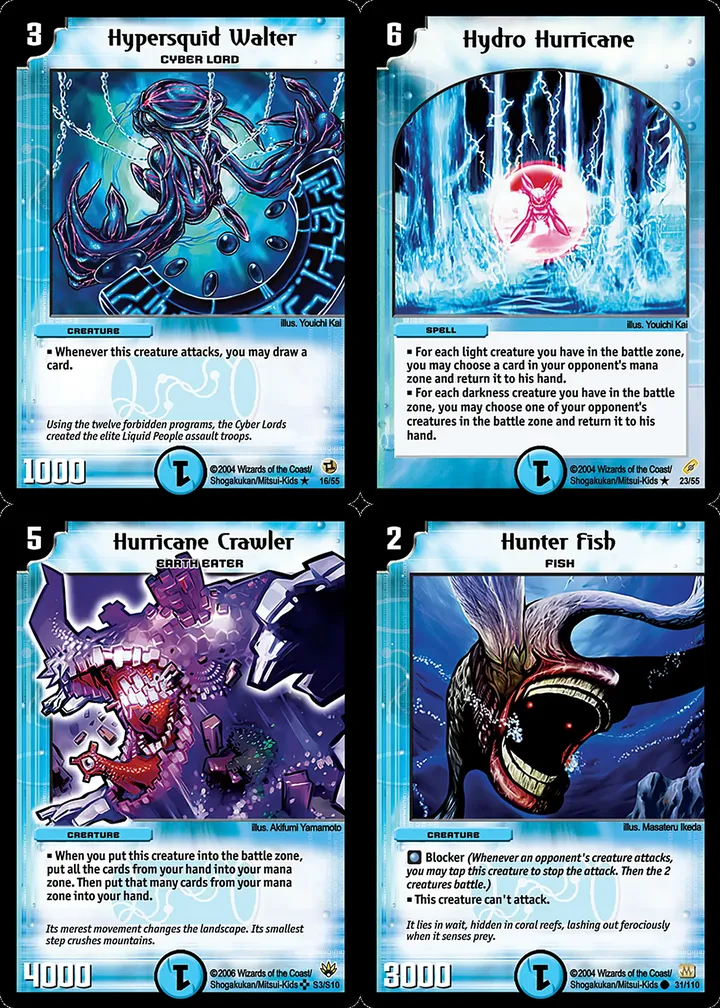 3
Hypersquid Walter
CYBER LORD
illus. Youichi Kai
CREATURE
▪ Whenever this creature attacks, you may draw a
card.
Using the twelve forbidden programs, the Cyber Lords
created the elite Liquid People assault troops.
1000
1
©2004 Wizards of the Coast/
Shogakukan/Mitsui-Kids ★ 16/55
6
Hydro Hurricane
illus. Youichi Kai
SPELL
▪ For each light creature you have in the battle zone,
you may choose a card in your opponent's mana
zone and return it to his hand.
▪ For each darkness creature you have in the battle
zone, you may choose one of your opponent's
creatures in the battle zone and return it to his
hand.
1
©2004 Wizards of the Coast/
Shogakukan/Mitsui-Kids ★ 23/55
5
Hurricane Crawler
EARTH EATER
illus. Akifumi Yamamoto
CREATURE
▪ When you put this creature into the battle zone,
put all the cards from your hand into your mana
zone. Then put that many cards from your mana
zone into your hand.
Its merest movement changes the landscape. Its smallest
step crushes mountains.
4000
1
©2006 Wizards of the Coast/
Shogakukan/Mitsui-Kids S3/S10
2
Hunter Fish
FISH
illus. Masateru Ikeda
CREATURE
Blocker (Whenever an opponent's creature attacks,
you may tap this creature to stop the attack. Then the 2
creatures battle.)
▪ This creature can't attack.
It lies in wait, hidden in coral reefs, lashing out ferociously
when it senses prey.
3000
1
©2004 Wizards of the Coast/
Shogakukan/Mitsui-Kids ● 31/110